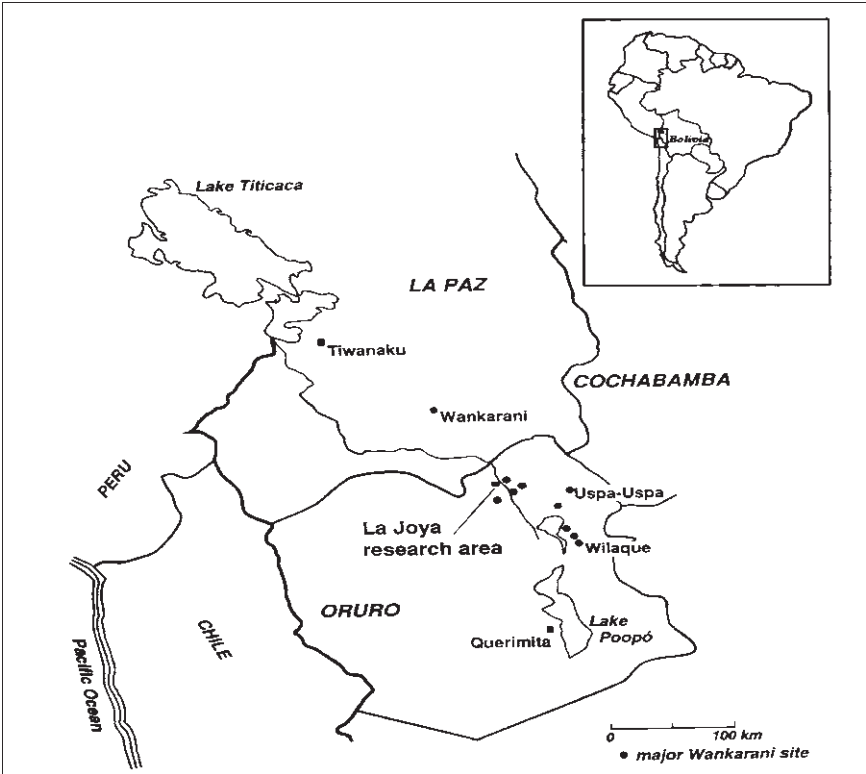 Bolivia
Lake Titicaca
LA PAZ
Tiwanaku
COCHABAMBA
Wankarani
PERU
Uspa-Uspa
La Joya
research area
Wilaque
ORURO
CHILE
Lake
Poopó
Querimita
Pacific Ocean
0 100 km
major Wankarani site